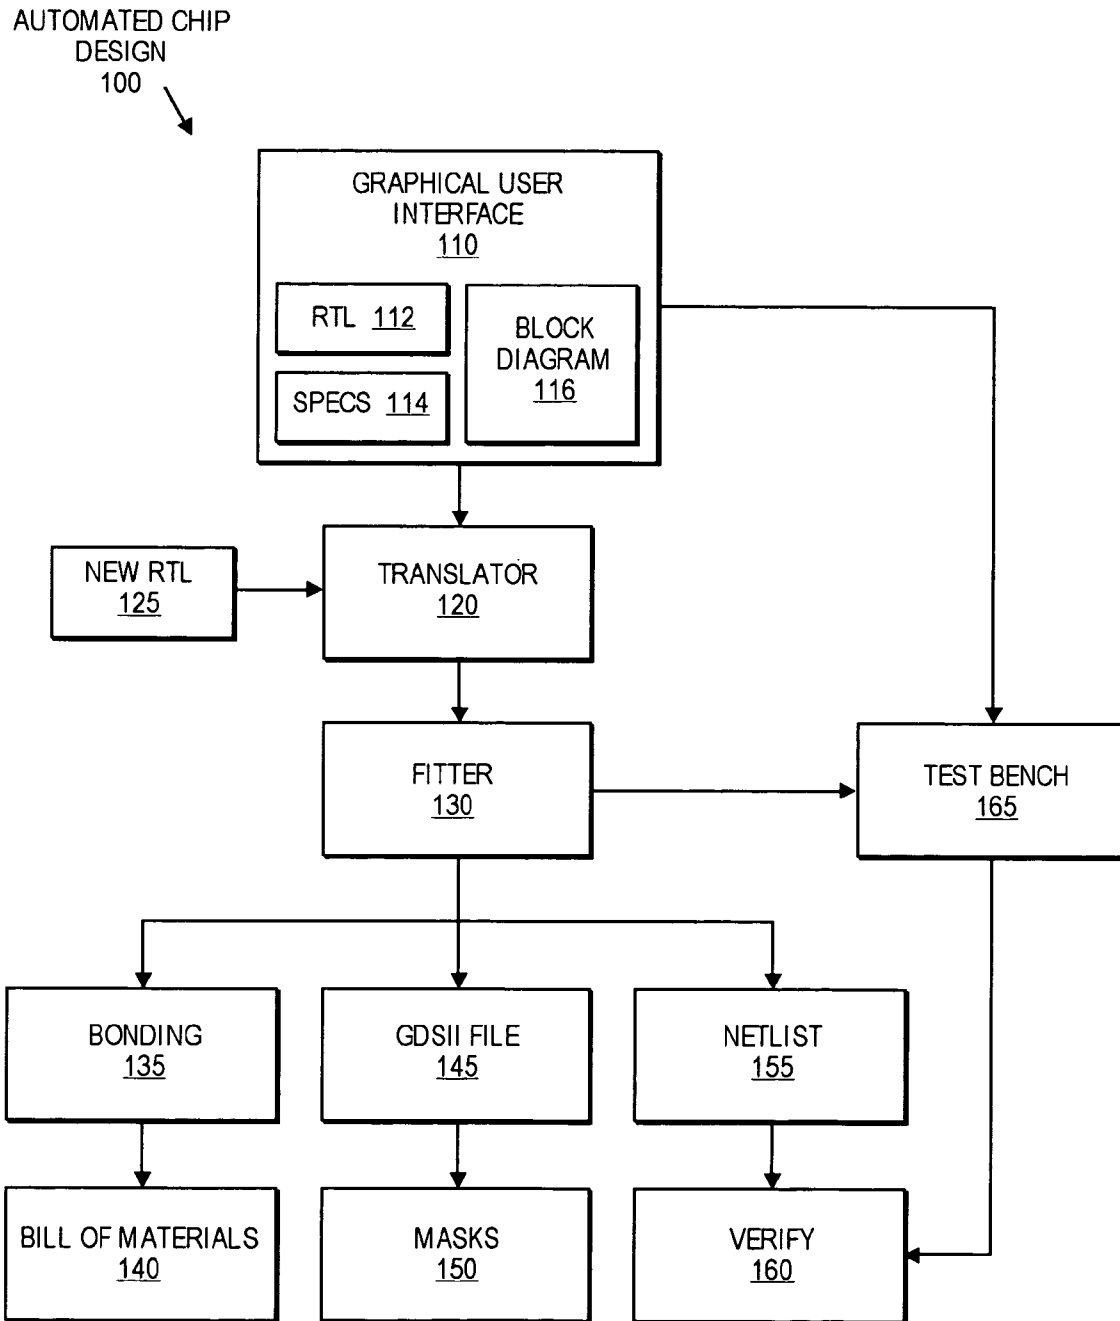 AUTOMATED CHIP
DESIGN
100
GRAPHICAL USER
INTERFACE
110
RTL 112
SPECS 114
BLOCK
DIAGRAM
116
NEW RTL
125
TRANSLATOR
120
FITTER
130
TEST BENCH
165
BONDING
135
GDSII FILE
145
NETLIST
155
BILL OF MATERIALS
140
MASKS
150
VERIFY
160